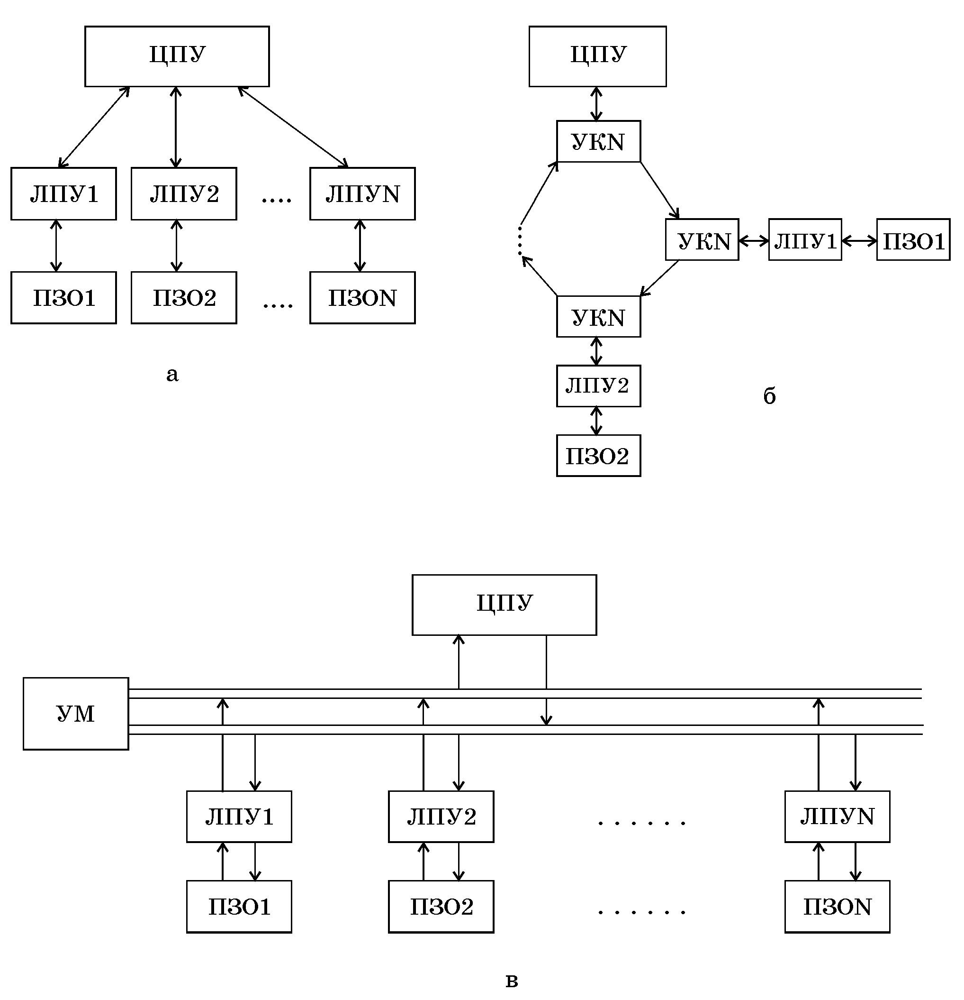 ЦПУ
ЛПУ1 ЛПУ2 .... ЛПУN
ПЗО1 ПЗО2 .... ПЗОN
а
ЦПУ
УКN
УКN ЛПУ1 ПЗО1
УКN
ЛПУ2
ПЗО2
б
ЦПУ
УМ
ЛПУ1 ЛПУ2 ...... ЛПУN
ПЗО1 ПЗО2 ...... ПЗОN
в